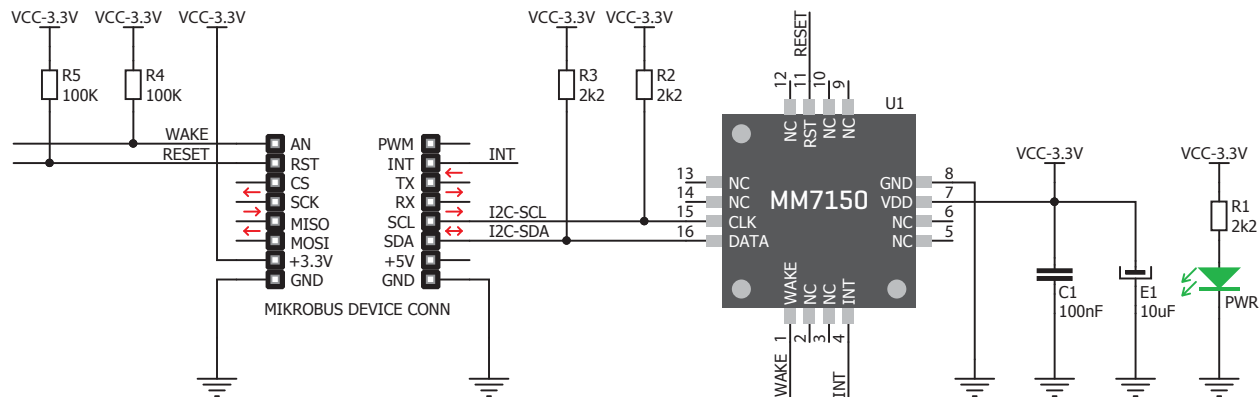 VCC-3.3V VCC-3.3V VCC-3.3V VCC-3.3V VCC-3.3V
RESET
R5
100K
R4
100K
R3
2k2
R2
2k2
12 11 10 9
U1
NC RST NC NC
WAKE
RESET
AN
RST
CS
SCK
MISO
MOSI
+3.3V
GND
PWM
INT
TX
RX
SCL
SDA
+5V
GND
INT
I2C-SCL
I2C-SDA
MIKROBUS DEVICE CONN
13 NC
14 NC
15 CLK
16 DATA
MM7150
GND 8
VDD 7
NC 6
NC 5
WAKE NC NC INT
1 2 3 4
WAKE INT
VCC-3.3V VCC-3.3V
C1
100nF
E1
10uF
R1
2k2
PWR